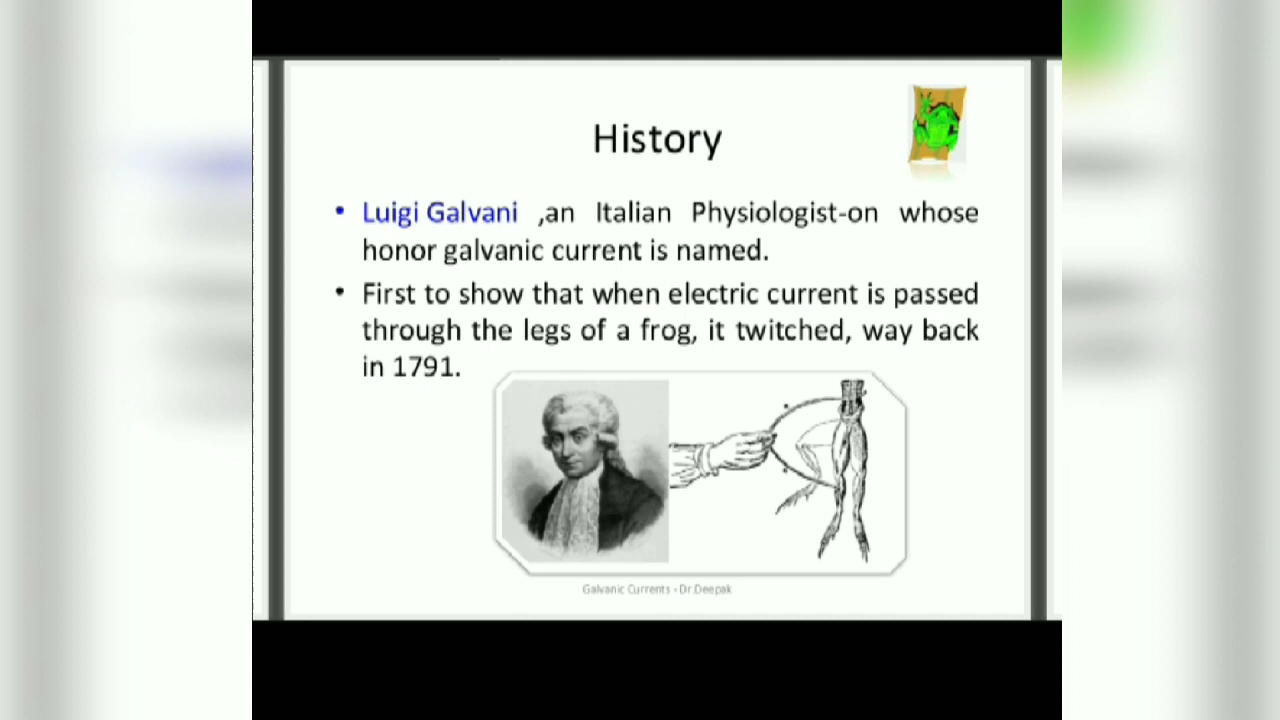 History
• Luigi Galvani ,an Italian Physiologist-on whose
honor galvanic current is named.
• First to show that when electric current is passed
through the legs of a frog, it twitched, way back
in 1791.
Galvanic Currents - Dr.Deepak